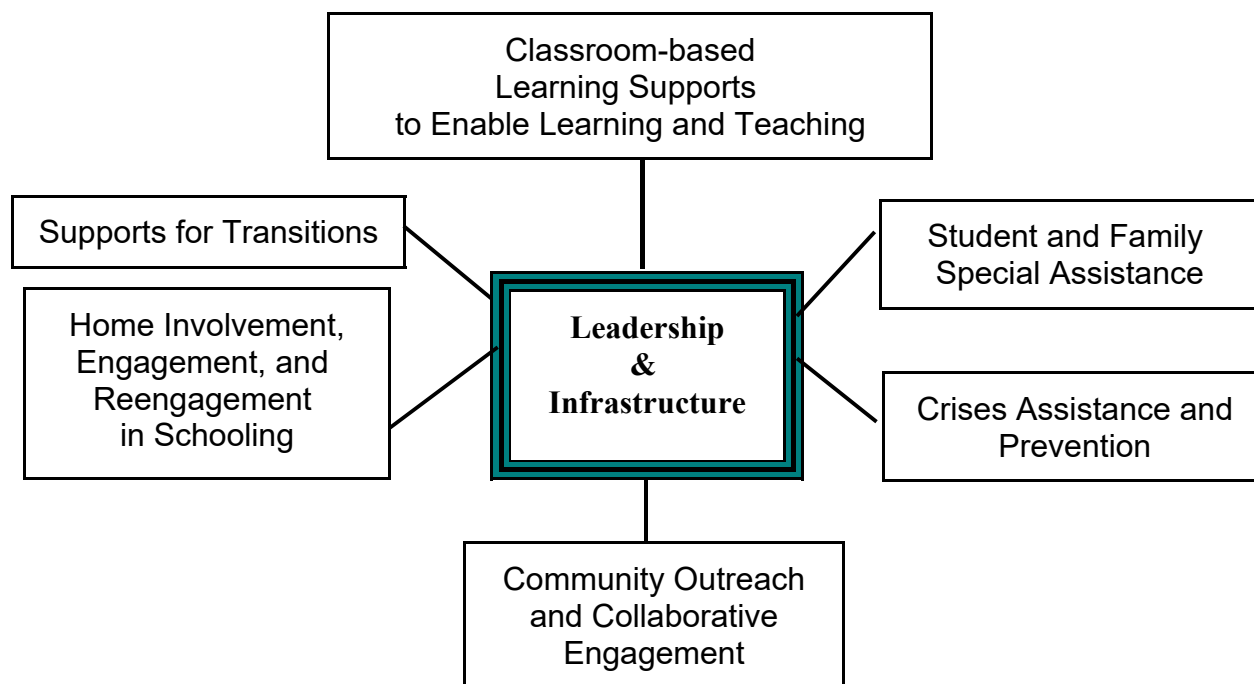 Classroom-based
Learning Supports
to Enable Learning and Teaching
Supports for Transitions
Student and Family
Special Assistance
Home Involvement,
Engagement, and
Reengagement
in Schooling
Leadership
&
Infrastructure
Crises Assistance and
Prevention
Community Outreach
and Collaborative
Engagement